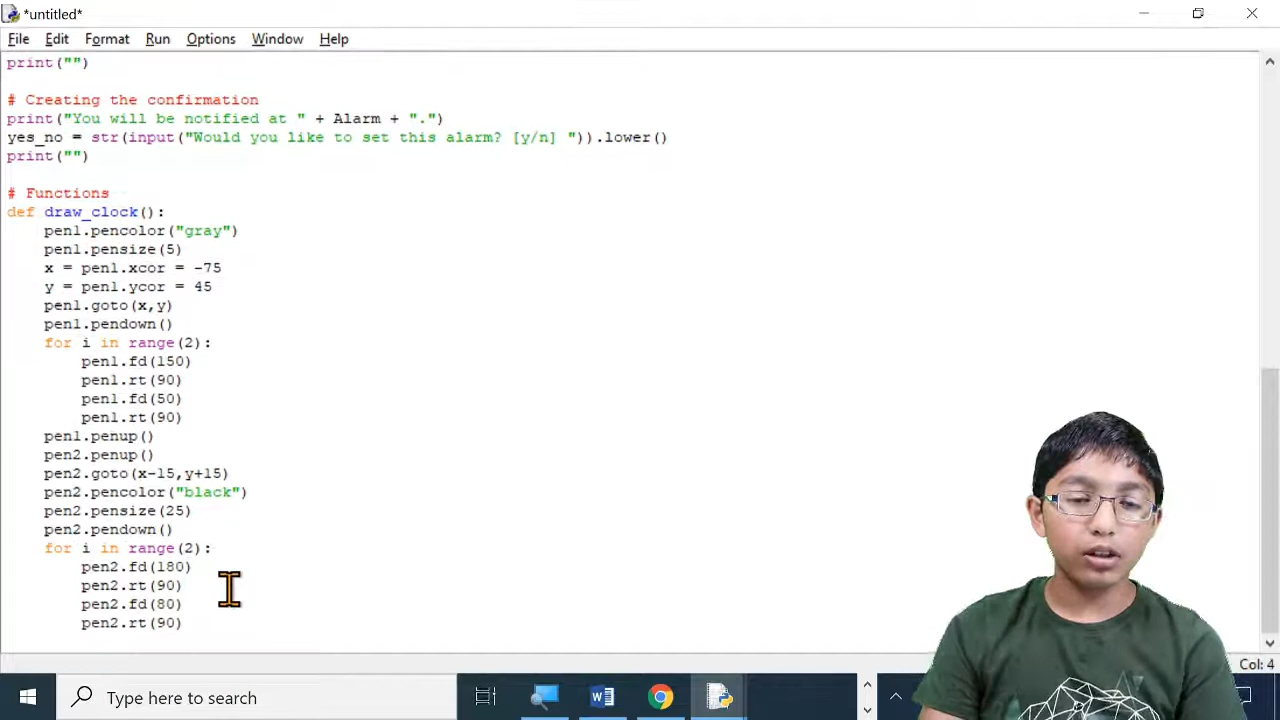 *untitled*
File Edit Format Run Options Window Help
print("")
# Creating the confirmation
print("You will be notified at " + Alarm + ".")
yes_no = str(input("Would you like to set this alarm? [y/n] ")).lower()
print("")
# Functions
def draw_clock():
    pen1.pencolor("gray")
    pen1.pensize(5)
    x = pen1.xcor = -75
    y = pen1.ycor = 45
    pen1.goto(x,y)
    pen1.pendown()
    for i in range(2):
        pen1.fd(150)
        pen1.rt(90)
        pen1.fd(50)
        pen1.rt(90)
    pen1.penup()
    pen2.penup()
    pen2.goto(x-15,y+15)
    pen2.pencolor("black")
    pen2.pensize(25)
    pen2.pendown()
    for i in range(2):
        pen2.fd(180)
        pen2.rt(90)
        pen2.fd(80)
        pen2.rt(90)
Col: 4
Type here to search